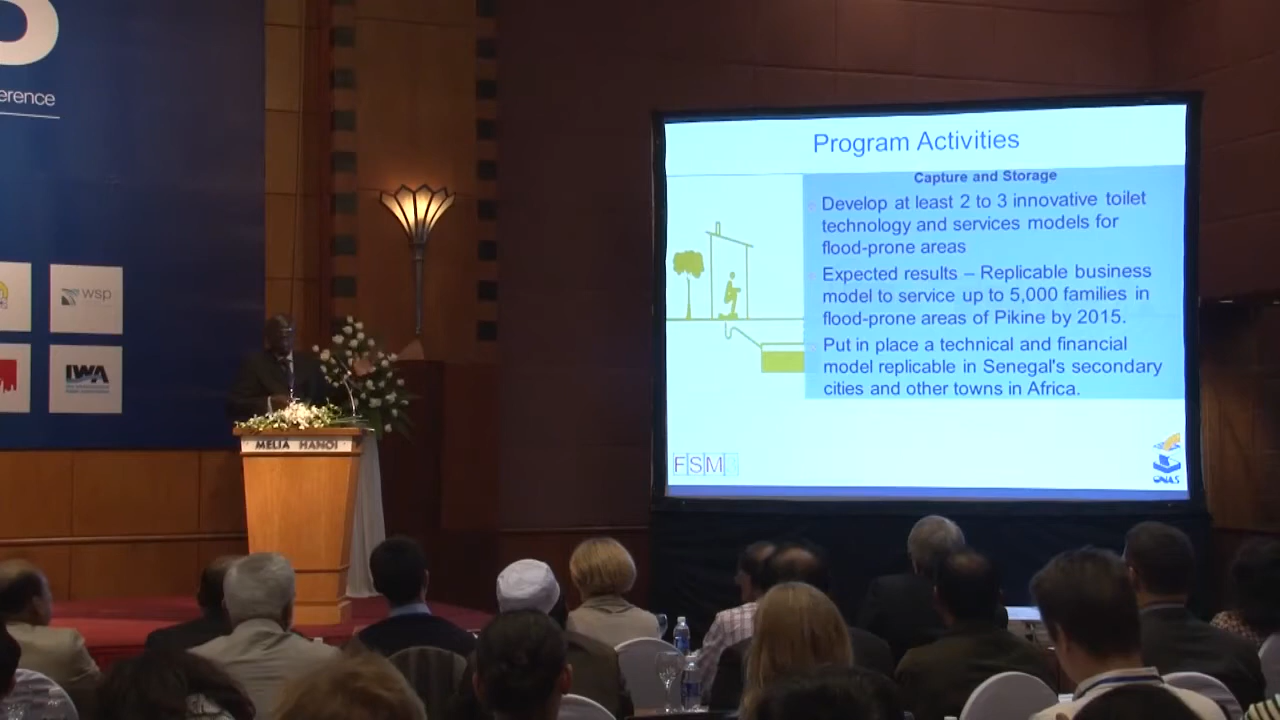 erence
wsp
IWA
MELIÃ HANOI
Program Activities
Capture and Storage
Develop at least 2 to 3 innovative toilet
technology and services models for
flood-prone areas
Expected results – Replicable business
model to service up to 5,000 families in
flood-prone areas of Pikine by 2015.
Put in place a technical and financial
model replicable in Senegal's secondary
cities and other towns in Africa.
FSM3
ONAS